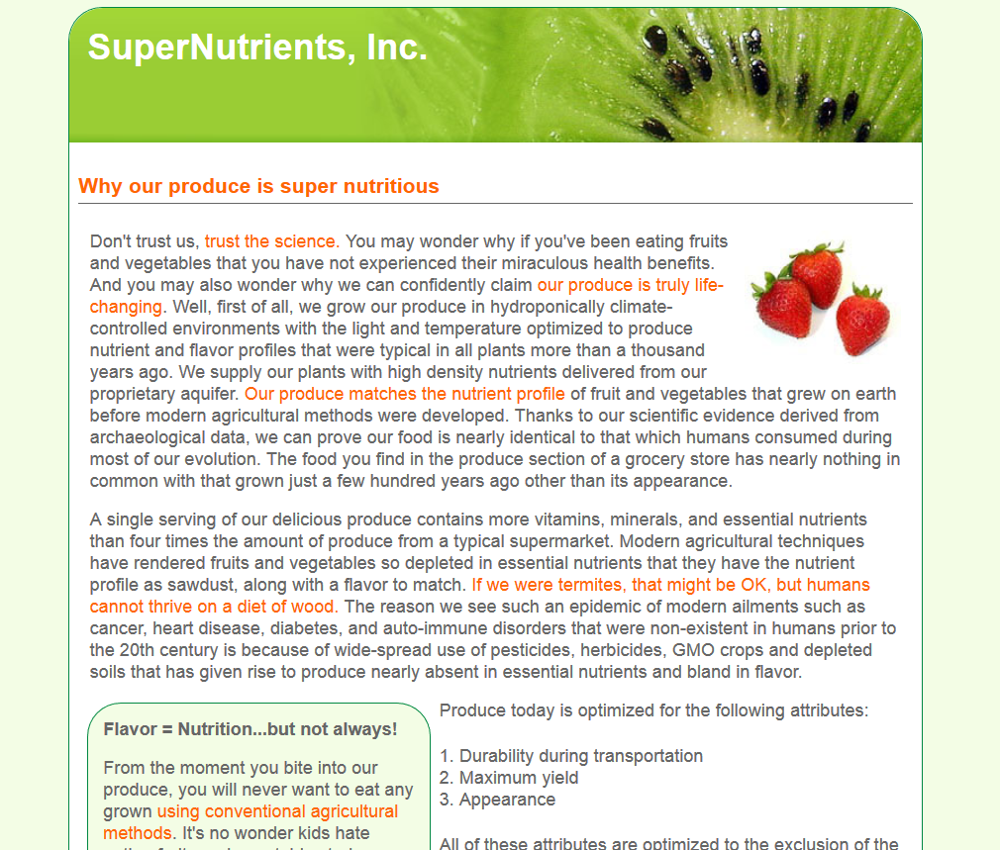 SuperNutrients, Inc.
Why our produce is super nutritious
Don't trust us, trust the science. You may wonder why if you've been eating fruits
and vegetables that you have not experienced their miraculous health benefits.
And you may also wonder why we can confidently claim our produce is truly life-
changing. Well, first of all, we grow our produce in hydroponically climate-
controlled environments with the light and temperature optimized to produce
nutrient and flavor profiles that were typical in all plants more than a thousand
years ago. We supply our plants with high density nutrients delivered from our
proprietary aquifer. Our produce matches the nutrient profile of fruit and vegetables that grew on earth
before modern agricultural methods were developed. Thanks to our scientific evidence derived from
archaeological data, we can prove our food is nearly identical to that which humans consumed during
most of our evolution. The food you find in the produce section of a grocery store has nearly nothing in
common with that grown just a few hundred years ago other than its appearance.
A single serving of our delicious produce contains more vitamins, minerals, and essential nutrients
than four times the amount of produce from a typical supermarket. Modern agricultural techniques
have rendered fruits and vegetables so depleted in essential nutrients that they have the nutrient
profile as sawdust, along with a flavor to match. If we were termites, that might be OK, but humans
cannot thrive on a diet of wood. The reason we see such an epidemic of modern ailments such as
cancer, heart disease, diabetes, and auto-immune disorders that were non-existent in humans prior to
the 20th century is because of wide-spread use of pesticides, herbicides, GMO crops and depleted
soils that has given rise to produce nearly absent in essential nutrients and bland in flavor.
Flavor = Nutrition...but not always!
From the moment you bite into our
produce, you will never want to eat any
grown using conventional agricultural
methods. It's no wonder kids hate
Produce today is optimized for the following attributes:
1. Durability during transportation
2. Maximum yield
3. Appearance
All of these attributes are optimized to the exclusion of the